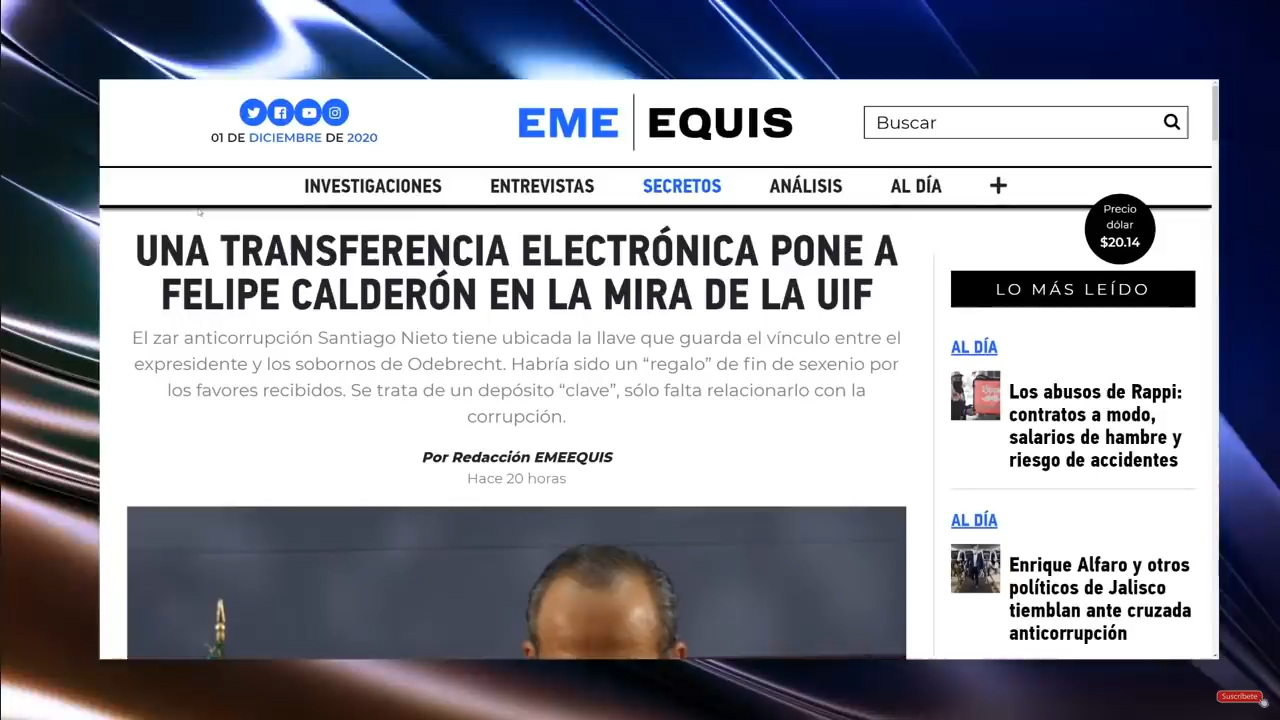 01 DE DICIEMBRE DE 2020
EME EQUIS
Buscar
INVESTIGACIONES ENTREVISTAS SECRETOS ANÁLISIS AL DÍA +
Precio
dólar
$20.14
UNA TRANSFERENCIA ELECTRÓNICA PONE A
FELIPE CALDERÓN EN LA MIRA DE LA UIF
El zar anticorrupción Santiago Nieto tiene ubicada la llave que guarda el vínculo entre el
expresidente y los sobornos de Odebrecht. Habría sido un “regalo” de fin de sexenio por
los favores recibidos. Se trata de un depósito “clave”, sólo falta relacionarlo con la
corrupción.
Por Redacción EMEEQUIS
Hace 20 horas
LO MÁS LEÍDO
AL DÍA
Los abusos de Rappi:
contratos a modo,
salarios de hambre y
riesgo de accidentes
AL DÍA
Enrique Alfaro y otros
políticos de Jalisco
tiemblan ante cruzada
anticorrupción
Suscríbete